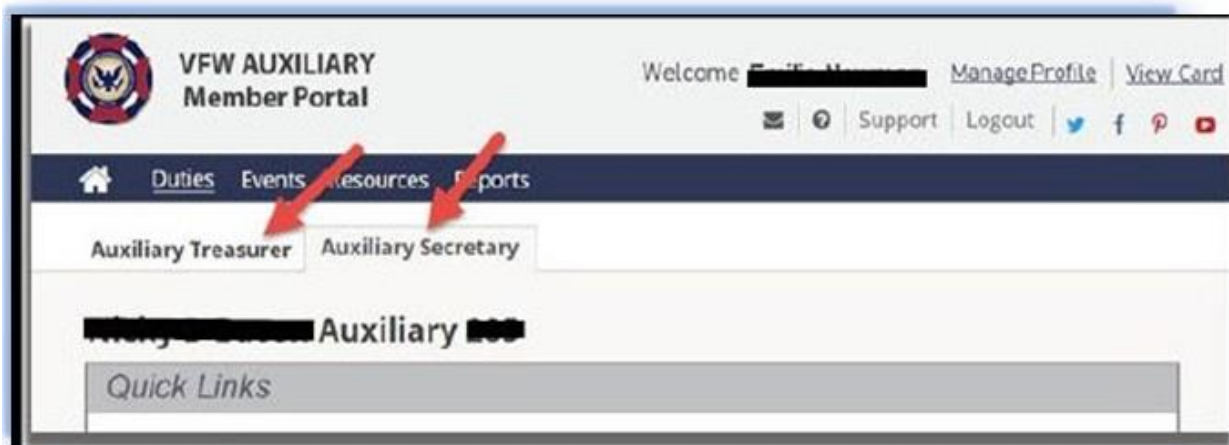 VFW AUXILIARY
Member Portal
Welcome Manage Profile View Card
Support Logout
Duties Events Resources Reports
Auxiliary Treasurer Auxiliary Secretary
Auxiliary
Quick Links